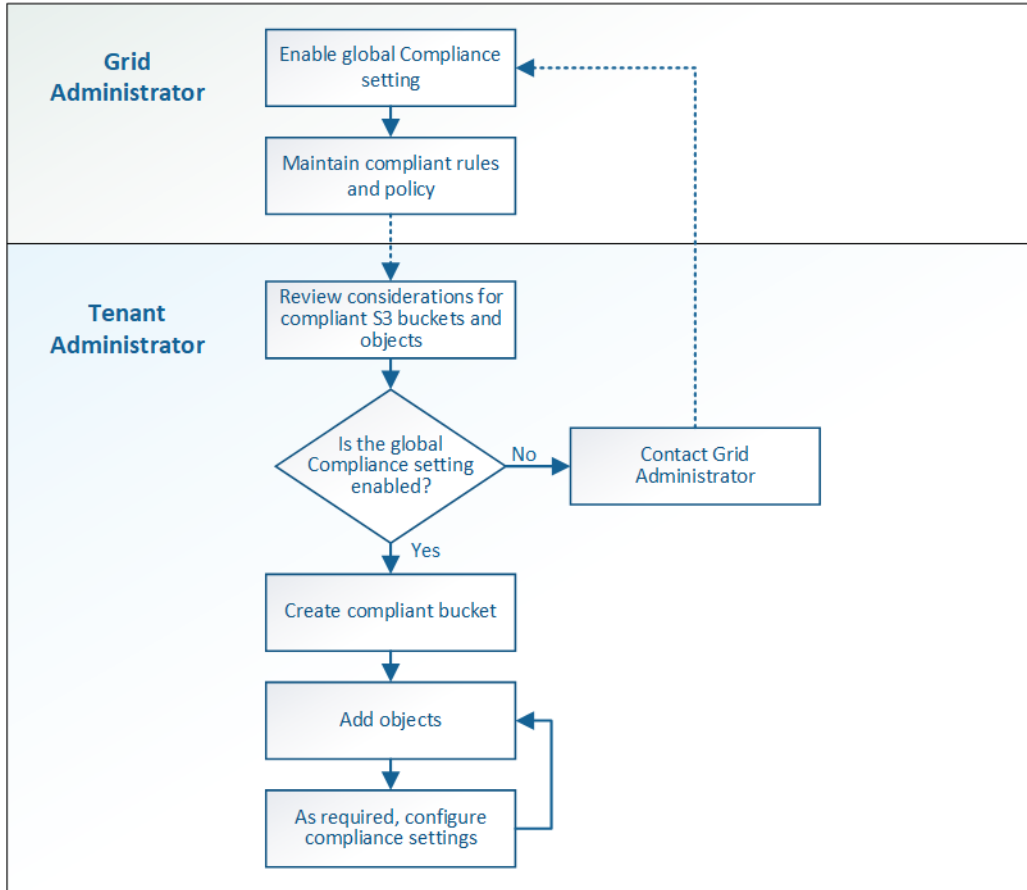 Grid
Administrator
Enable global Compliance
setting
Maintain compliant rules
and policy
Tenant
Administrator
Review considerations for
compliant S3 buckets and
objects
Is the global
Compliance setting
enabled?
No
Contact Grid
Administrator
Yes
Create compliant bucket
Add objects
As required, configure
compliance settings